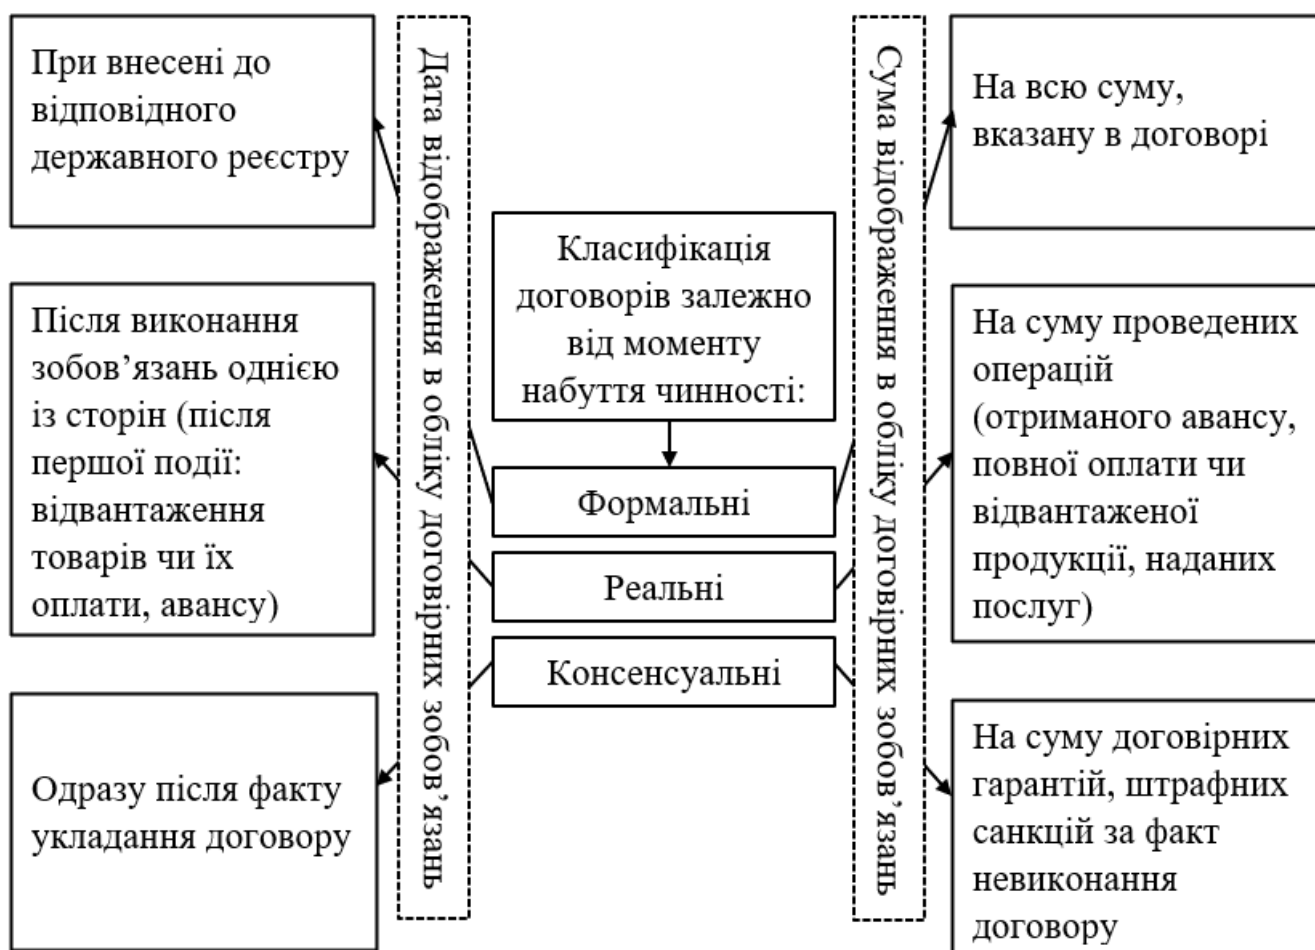 При внесені до
відповідного
державного реєстру
Після виконання
зобов’язань однією
із сторін (після
першої події:
відвантаження
товарів чи їх
оплати, авансу)
Одразу після факту
укладання договору
Дата відображення в обліку договірних зобов’язань
Класифікація
договорів залежно
від моменту
набуття чинності:
Формальні
Реальні
Консенсуальні
Сума відображення в обліку договірних зобов’язань
На всю суму,
вказану в договорі
На суму проведених
операцій
(отриманого авансу,
повної оплати чи
відвантаженої
продукції, наданих
послуг)
На суму договірних
гарантій, штрафних
санкцій за факт
невиконання
договору